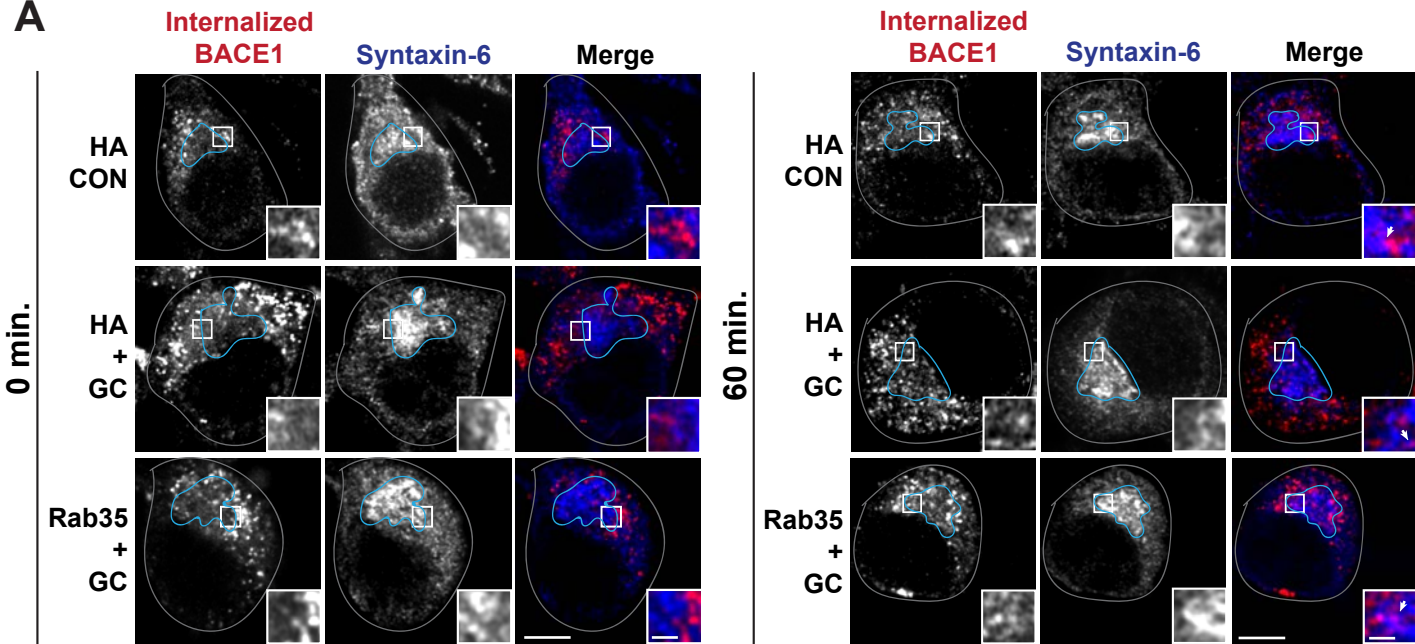 A
Internalized
BACE1
Syntaxin-6
Merge
Internalized
BACE1
Syntaxin-6
Merge
0 min.
HA
CON
HA
+
GC
Rab35
+
GC
60 min.
HA
CON
HA
+
GC
Rab35
+
GC